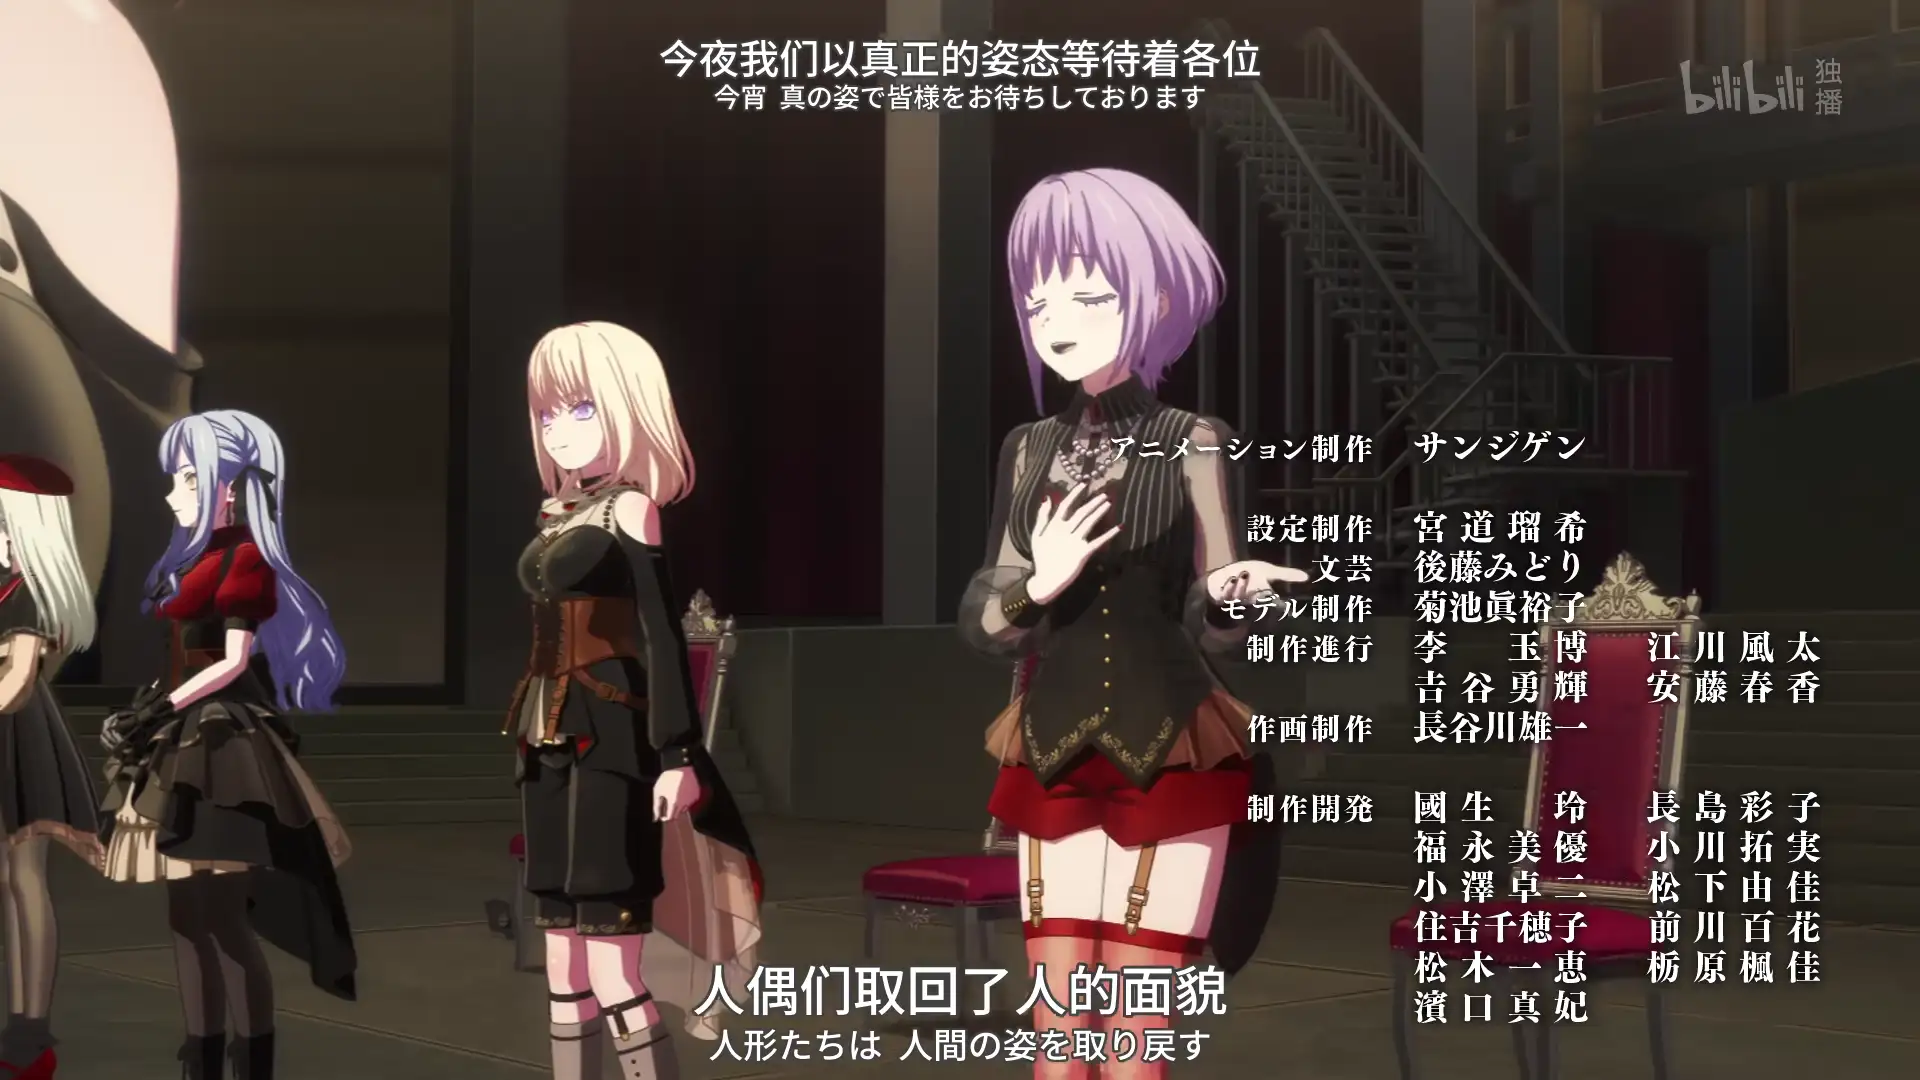 今夜我们以真正的姿态等待着各位
今宵 真の姿で皆様をお待ちしております
bilibili 独播
アニメーション制作 サンジゲン
設定制作 宮道瑠希
文芸 後藤みどり
モデル制作 菊池眞裕子
制作進行 李玉博 江川風太
吉谷勇輝 安藤春香
作画制作 長谷川雄一
制作開発 國生玲 長島彩子
福永美優 小川拓実
小澤卓二 松下由佳
住吉千穂子 前川百花
松木一恵 栃原楓佳
濱口真妃
人偶们取回了人的面貌
人形たちは 人間の姿を取り戻す